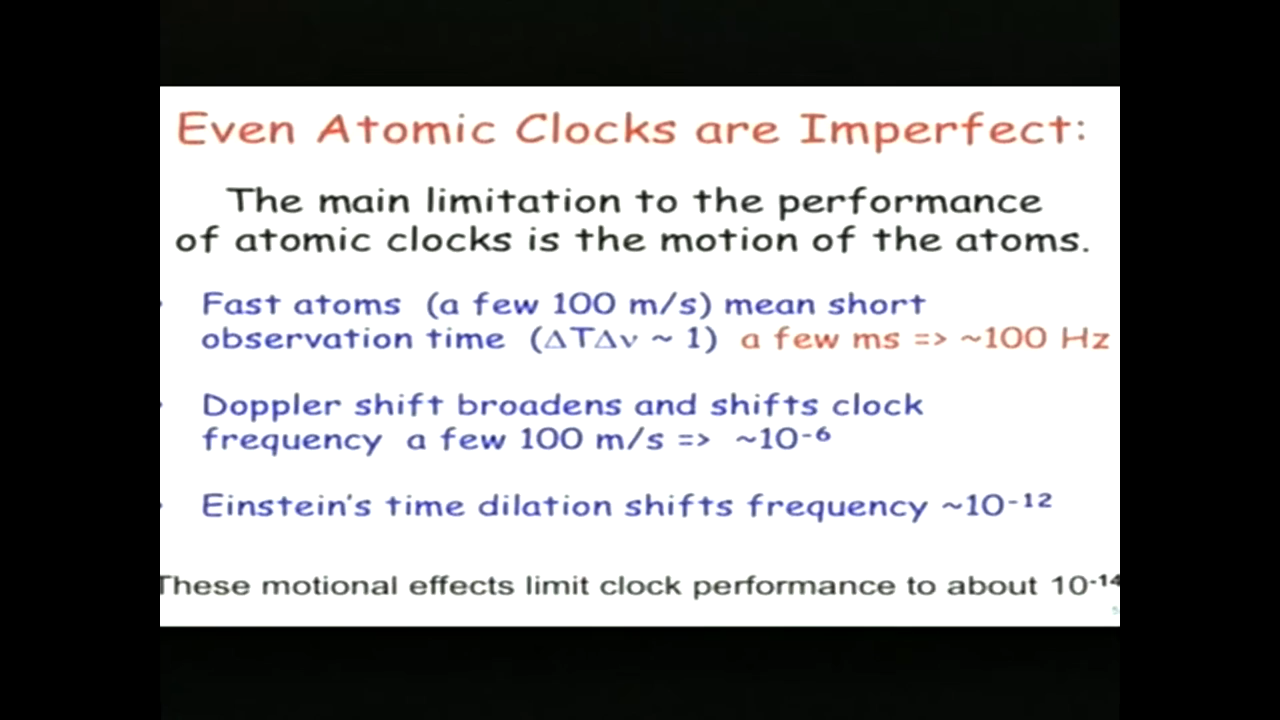 Even Atomic Clocks are Imperfect:
The main limitation to the performance
of atomic clocks is the motion of the atoms.
Fast atoms (a few 100 m/s) mean short
observation time (ΔTΔν ~ 1) a few ms => ~100 Hz
Doppler shift broadens and shifts clock
frequency a few 100 m/s => ~10⁻⁶
Einstein's time dilation shifts frequency ~10⁻¹²
These motional effects limit clock performance to about 10⁻¹⁴